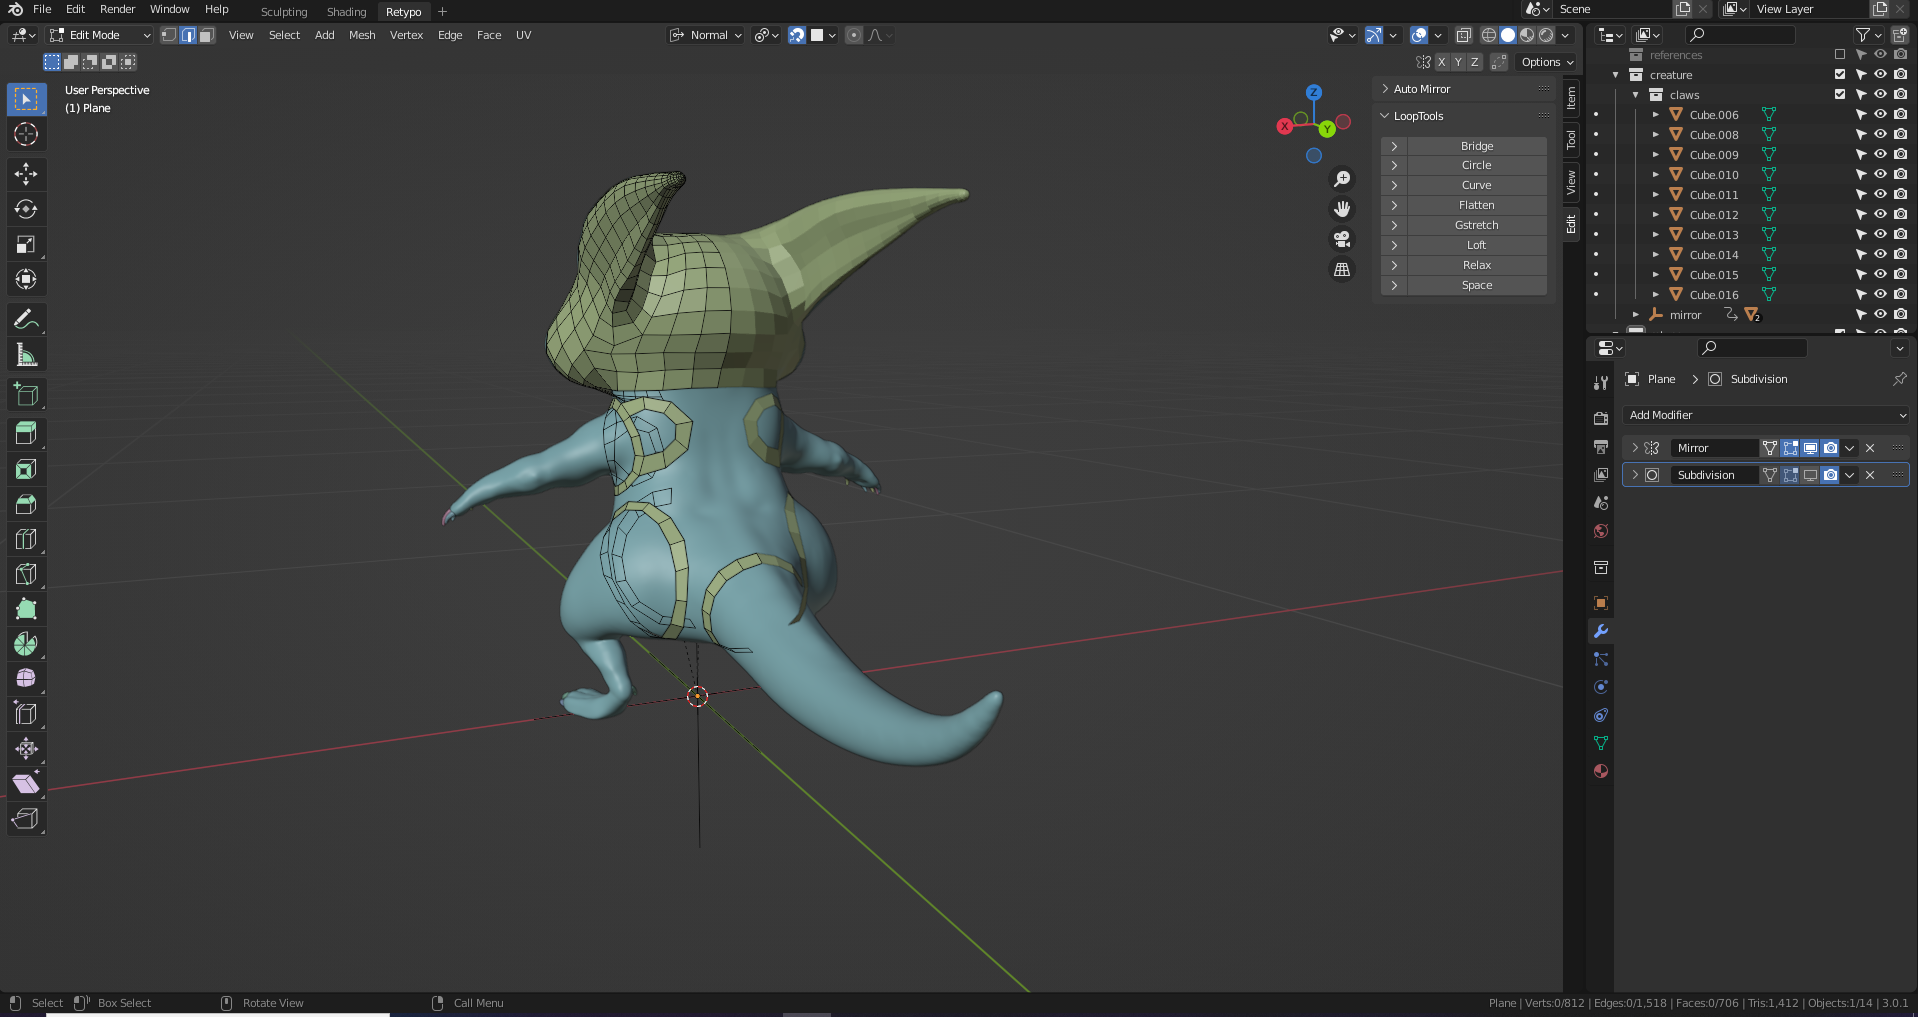 File Edit Render Window Help Sculpting Shading Retypo + Scene View Layer
Edit Mode View Select Add Mesh Vertex Edge Face UV Normal
X Y Z Options
User Perspective
(1) Plane
Z
X
Y
Auto Mirror
LoopTools
Bridge
Circle
Curve
Flatten
Gstretch
Loft
Relax
Space
Item
Tool
View
Edit
references
creature
claws
Cube.006
Cube.008
Cube.009
Cube.010
Cube.011
Cube.012
Cube.013
Cube.014
Cube.015
Cube.016
mirror 2
Plane > Subdivision
Add Modifier
Mirror
Subdivision
Select Box Select Rotate View Call Menu Plane | Verts:0/812 | Edges:0/1,518 | Faces:0/706 | Tris:1,412 | Objects:1/14 | 3.0.1